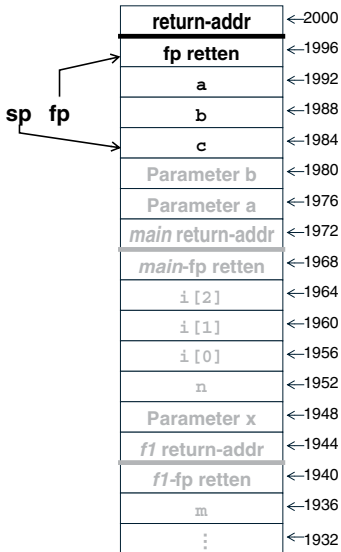 return-addr ←2000
fp retten ←1996
a ←1992
b ←1988
sp fp
c ←1984
Parameter b ←1980
Parameter a ←1976
main return-addr ←1972
main-fp retten ←1968
i[2] ←1964
i[1] ←1960
i[0] ←1956
n ←1952
Parameter x ←1948
f1 return-addr ←1944
f1-fp retten ←1940
m ←1936
⋮ ←1932